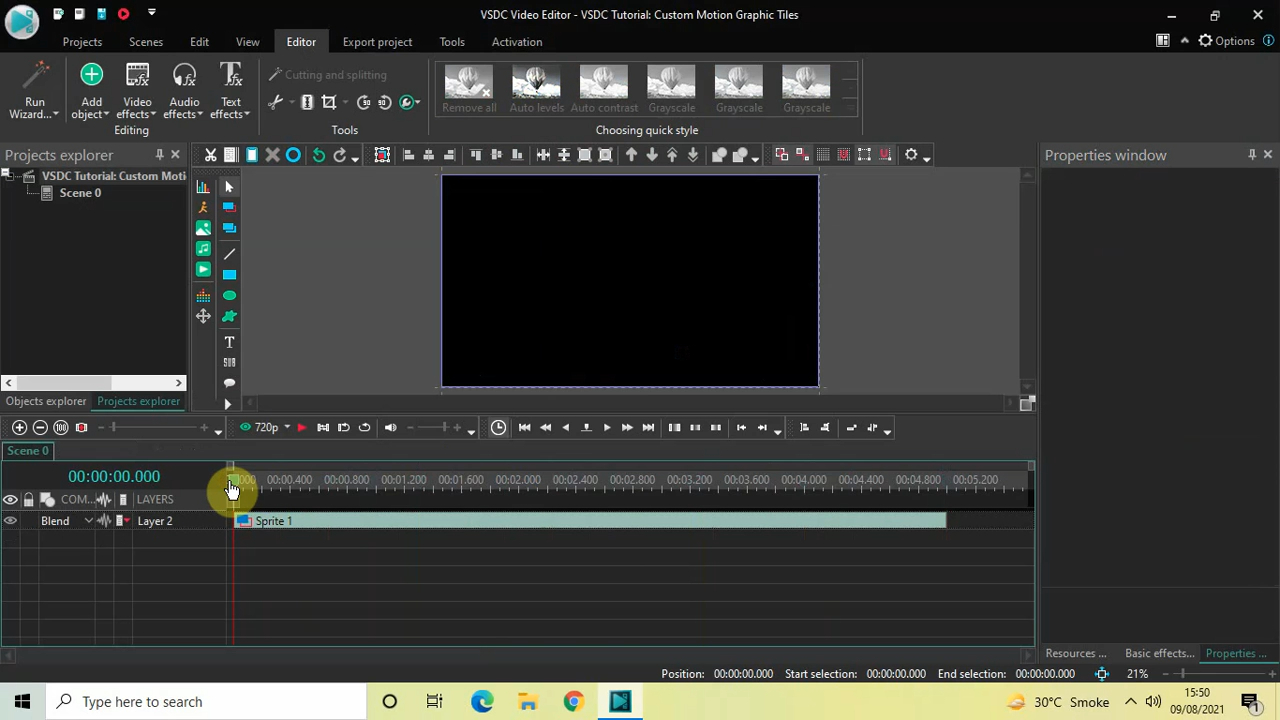 VSDC Video Editor - VSDC Tutorial: Custom Motion Graphic Tiles
Projects Scenes Edit View Editor Export project Tools Activation
Options
Run Wizard...
Add object
Video effects
Audio effects
Text effects
Editing
Cutting and splitting
Tools
Remove all Auto levels Auto contrast Grayscale Grayscale Grayscale
Choosing quick style
Projects explorer
VSDC Tutorial: Custom Moti
Scene 0
Objects explorer Projects explorer
Properties window
720p
Scene 0
00:00:00.000
000 00:00.400 00:00.800 00:01.200 00:01.600 00:02.000 00:02.400 00:02.800 00:03.200 00:03.600 00:04.000 00:04.400 00:04.800 00:05.200
COM... LAYERS
Blend Layer 2 Sprite 1
Resources ... Basic effects... Properties ...
Position: 00:00:00.000 Start selection: 00:00:00.000 End selection: 00:00:00.000 21%
Type here to search
30°C Smoke
15:50
09/08/2021